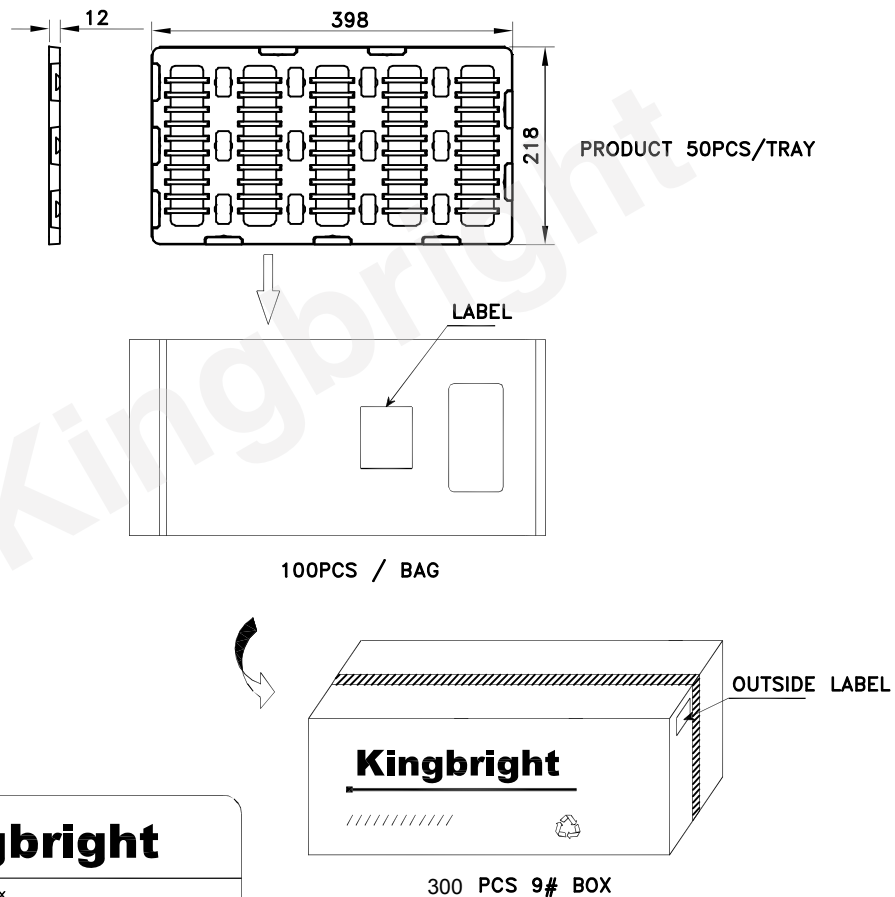 12
398
218
PRODUCT 50PCS/TRAY
LABEL
100PCS / BAG
OUTSIDE LABEL
Kingbright
////////////
300 PCS 9# BOX
gbright
Kingbright